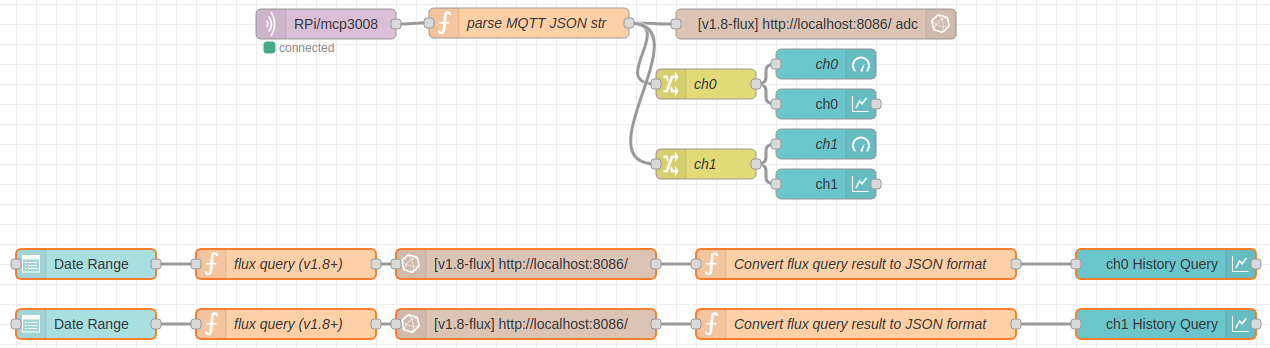 RPi/mcp3008
connected
parse MQTT JSON str
[v1.8-flux] http://localhost:8086/ adc
ch0
ch0
ch0
ch1
ch1
ch1
Date Range
flux query (v1.8+)
[v1.8-flux] http://localhost:8086/
Convert flux query result to JSON format
ch0 History Query
Date Range
flux query (v1.8+)
[v1.8-flux] http://localhost:8086/
Convert flux query result to JSON format
ch1 History Query